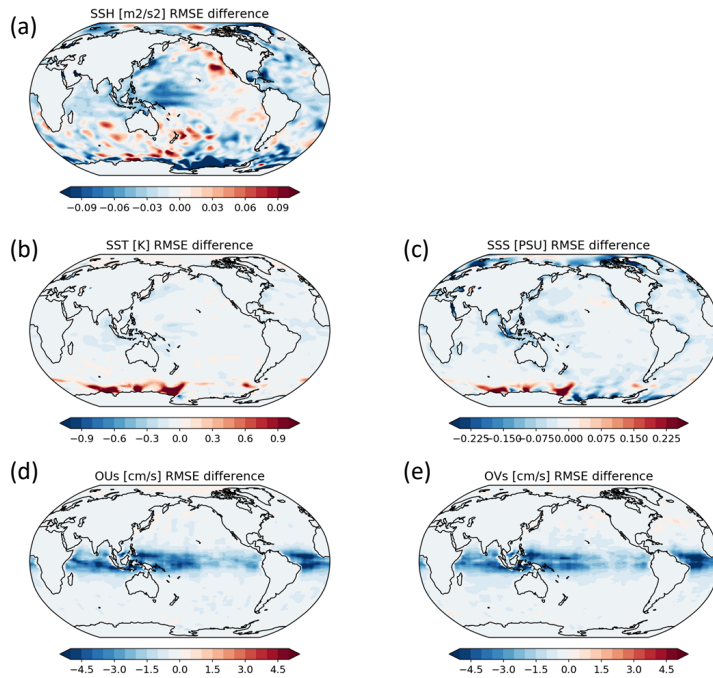 (a)
SSH [m2/s2] RMSE difference
−0.09 −0.06 −0.03 0.00 0.03 0.06 0.09
(b)
SST [K] RMSE difference
−0.9 −0.6 −0.3 0.0 0.3 0.6 0.9
(c)
SSS [PSU] RMSE difference
−0.225−0.150−0.075 0.000 0.075 0.150 0.225
(d)
OUs [cm/s] RMSE difference
−4.5 −3.0 −1.5 0.0 1.5 3.0 4.5
(e)
OVs [cm/s] RMSE difference
−4.5 −3.0 −1.5 0.0 1.5 3.0 4.5